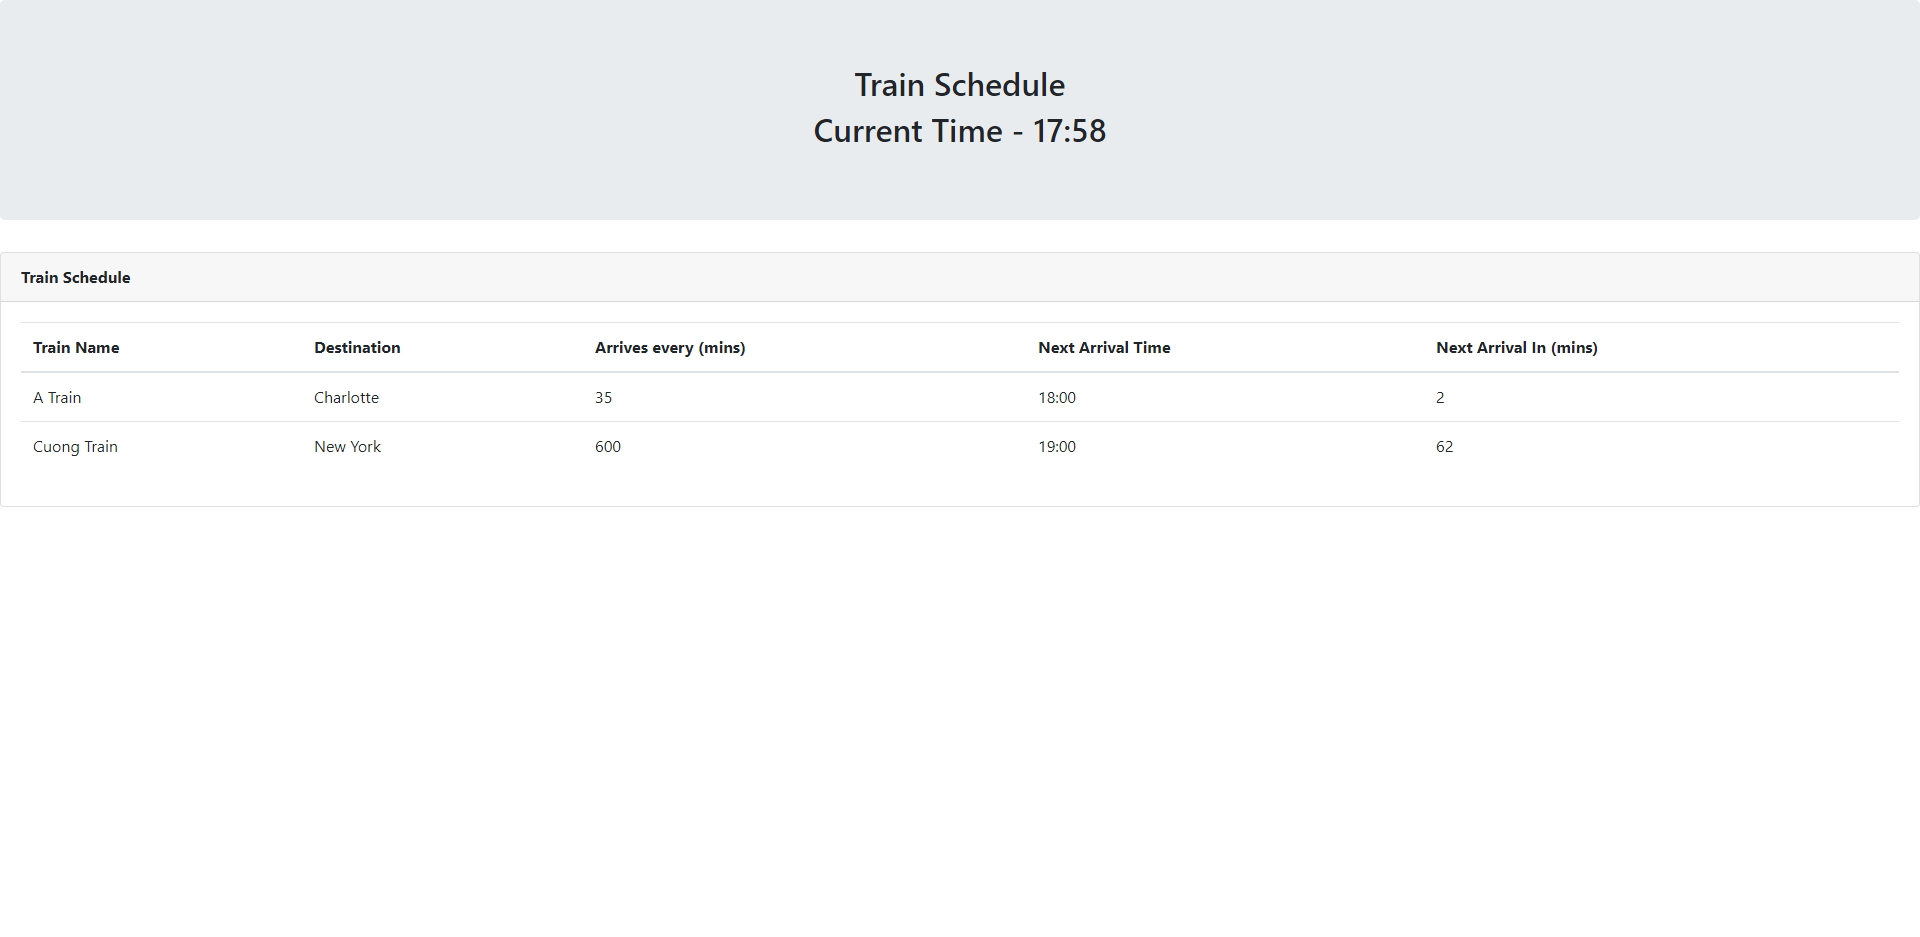 Train Schedule
Current Time - 17:58
Train Schedule
Train Name Destination Arrives every (mins) Next Arrival Time Next Arrival In (mins)
A Train Charlotte 35 18:00 2
Cuong Train New York 600 19:00 62